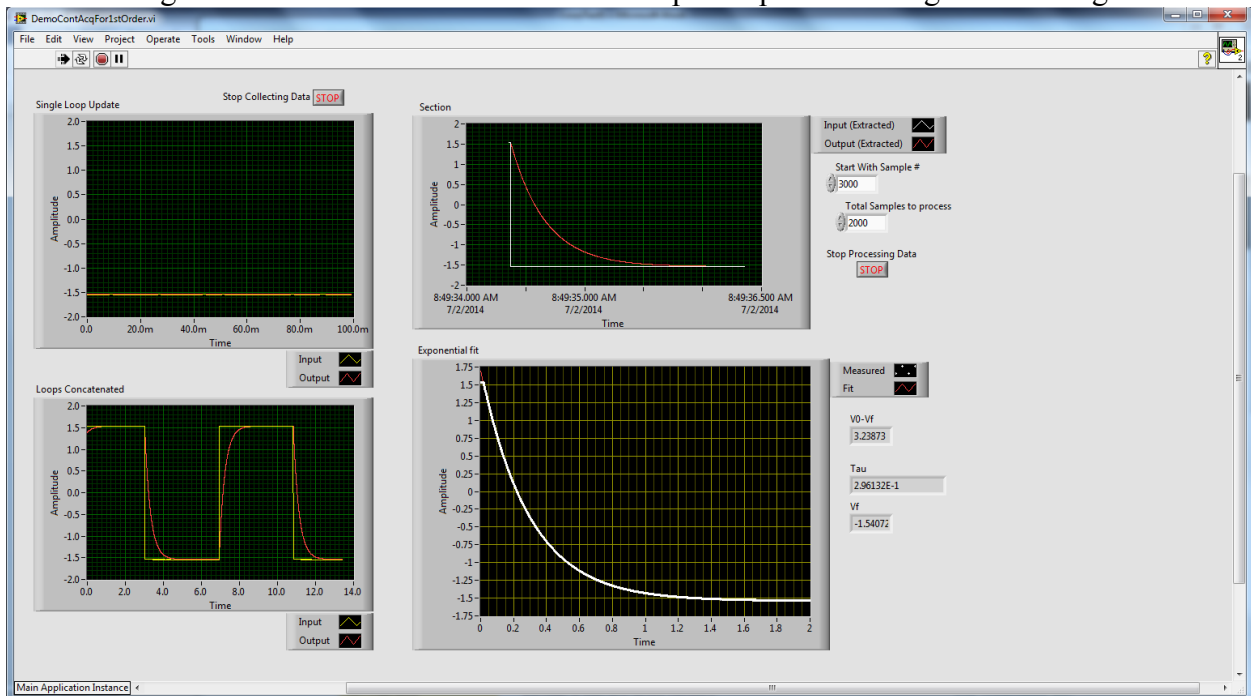 DemoContAcqFor1stOrder.vi
File Edit View Project Operate Tools Window Help
2
Stop Collecting Data STOP
Single Loop Update
2.0
1.5
1.0
0.5
0.0
-0.5
-1.0
-1.5
-2.0
Amplitude
0.0 20.0m 40.0m 60.0m 80.0m 100.0m
Time
Input
Output
Loops Concatenated
2.0
1.5
1.0
0.5
0.0
-0.5
-1.0
-1.5
-2.0
Amplitude
0.0 2.0 4.0 6.0 8.0 10.0 12.0 14.0
Time
Input
Output
Section
2
1.5
1
0.5
0
-0.5
-1
-1.5
-2
Amplitude
8:49:34.000 AM 8:49:35.000 AM 8:49:36.500 AM
7/2/2014 7/2/2014 7/2/2014
Time
Input (Extracted)
Output (Extracted)
Start With Sample #
3000
Total Samples to process
2000
Stop Processing Data
STOP
Exponential fit
1.75
1.5
1.25
1
0.75
0.5
0.25
0
-0.25
-0.5
-0.75
-1
-1.25
-1.5
-1.75
Amplitude
0 0.2 0.4 0.6 0.8 1 1.2 1.4 1.6 1.8 2
Time
Measured
Fit
V0-Vf
3.23873
Tau
2.96132E-1
Vf
-1.54072
Main Application Instance